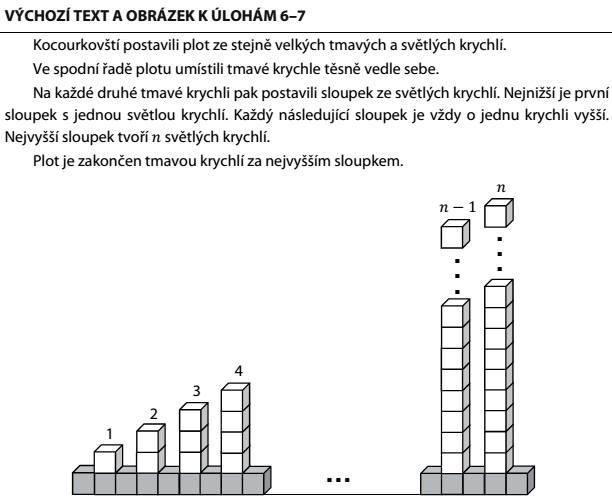 VÝCHOZÍ TEXT A OBRÁZEK K ÚLOHÁM 6–7
Kocourkovští postavili plot ze stejně velkých tmavých a světlých krychlí.
Ve spodní řadě plotu umístili tmavé krychle těsně vedle sebe.
Na každé druhé tmavé krychli pak postavili sloupek ze světlých krychlí. Nejnižší je první
sloupek s jednou světlou krychlí. Každý následující sloupek je vždy o jednu krychli vyšší.
Nejvyšší sloupek tvoří n světlých krychlí.
Plot je zakončen tmavou krychlí za nejvyšším sloupkem.
n
n − 1
4
3
2
1
...